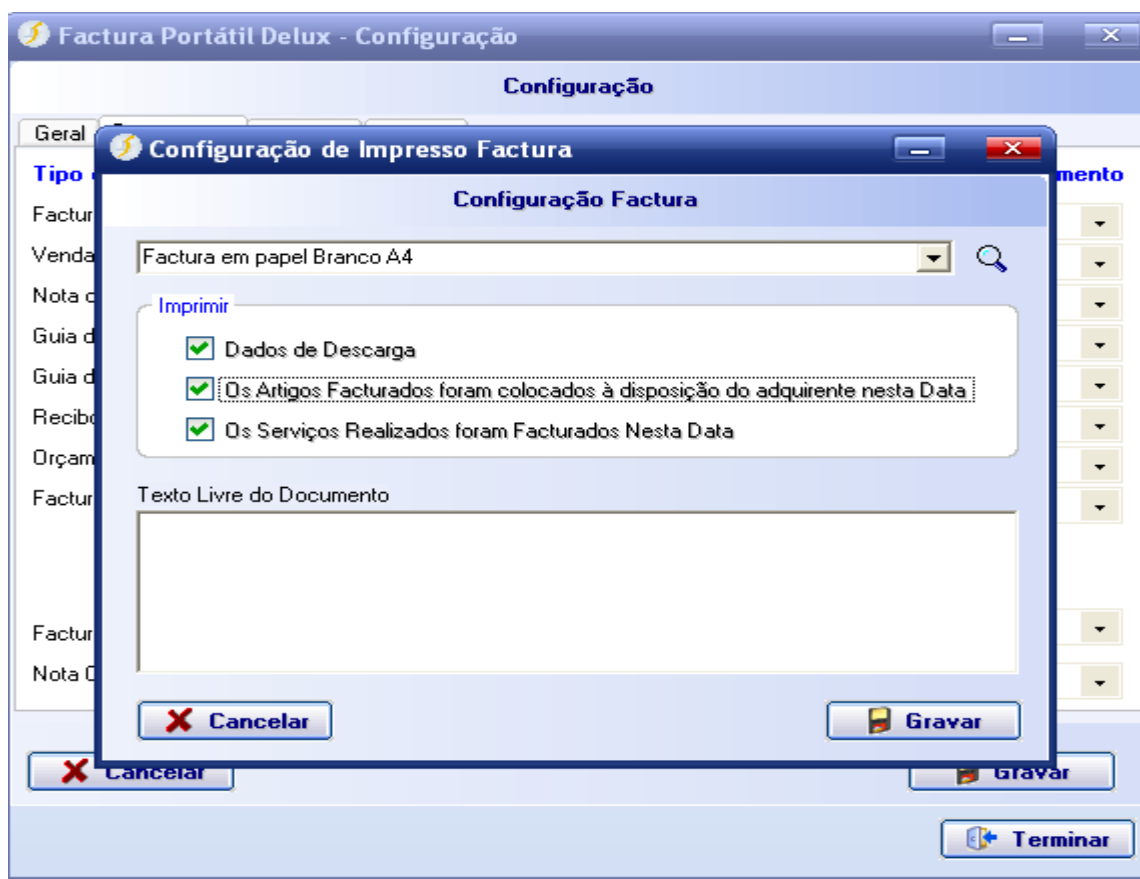 Factura Portátil Delux - Configuração
Configuração
Geral
Configuração de Impresso Factura
Tipo
mento
Configuração Factura
Factur
Venda
Factura em papel Branco A4
Nota
Imprimir
Guia d
Dados de Descarga
Guia d
Os Artigos Facturados foram colocados à disposição do adquirente nesta Data
Recibo
Os Serviços Realizados foram Facturados Nesta Data
Orçam
Factur
Texto Livre do Documento
Factur
Nota
Cancelar
Gravar
Cancelar
Gravar
Terminar